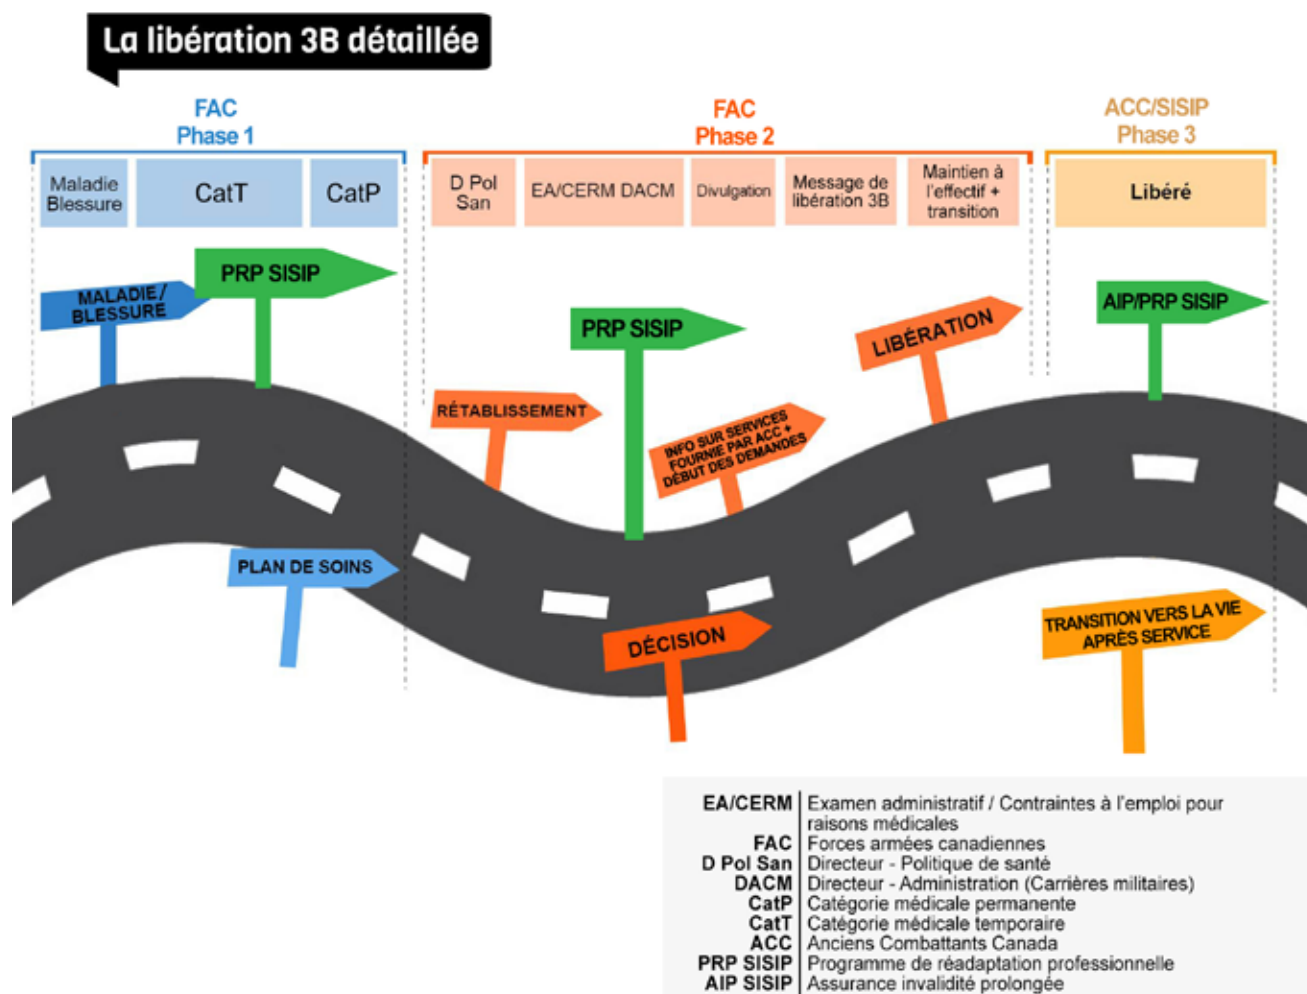 La libération 3B détaillée
FAC
Phase 1
FAC
Phase 2
ACC/SISIP
Phase 3
Maladie
Blessure
CatT
CatP
D Pol
San
EA/CERM DACM
Divulgation
Message de
libération 3B
Maintien à
l'effectif +
transition
Libéré
MALADIE /
BLESSURE
PRP SISIP
RÉTABLISSEMENT
PRP SISIP
INFO SUR SERVICES
FOURNIE PAR ACC +
DÉBUT DES DEMANDES
LIBÉRATION
AIP/PRP SISIP
PLAN DE SOINS
DÉCISION
TRANSITION VERS LA VIE
APRÈS SERVICE
EA/CERM Examen administratif / Contraintes à l'emploi pour
raisons médicales
FAC Forces armées canadiennes
D Pol San Directeur - Politique de santé
DACM Directeur - Administration (Carrières militaires)
CatP Catégorie médicale permanente
CatT Catégorie médicale temporaire
ACC Anciens Combattants Canada
PRP SISIP Programme de réadaptation professionnelle
AIP SISIP Assurance invalidité prolongée